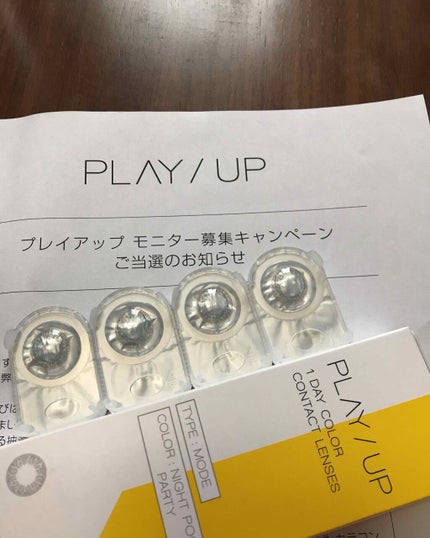 PLAY / UP
プレイアップ モニター募集キャンペーン
ご当選のお知らせ
PLAY / UP
1 DAY COLOR
CONTACT LENSES
TYPE : MODE
COLOR : NIGHT PO
PARTY